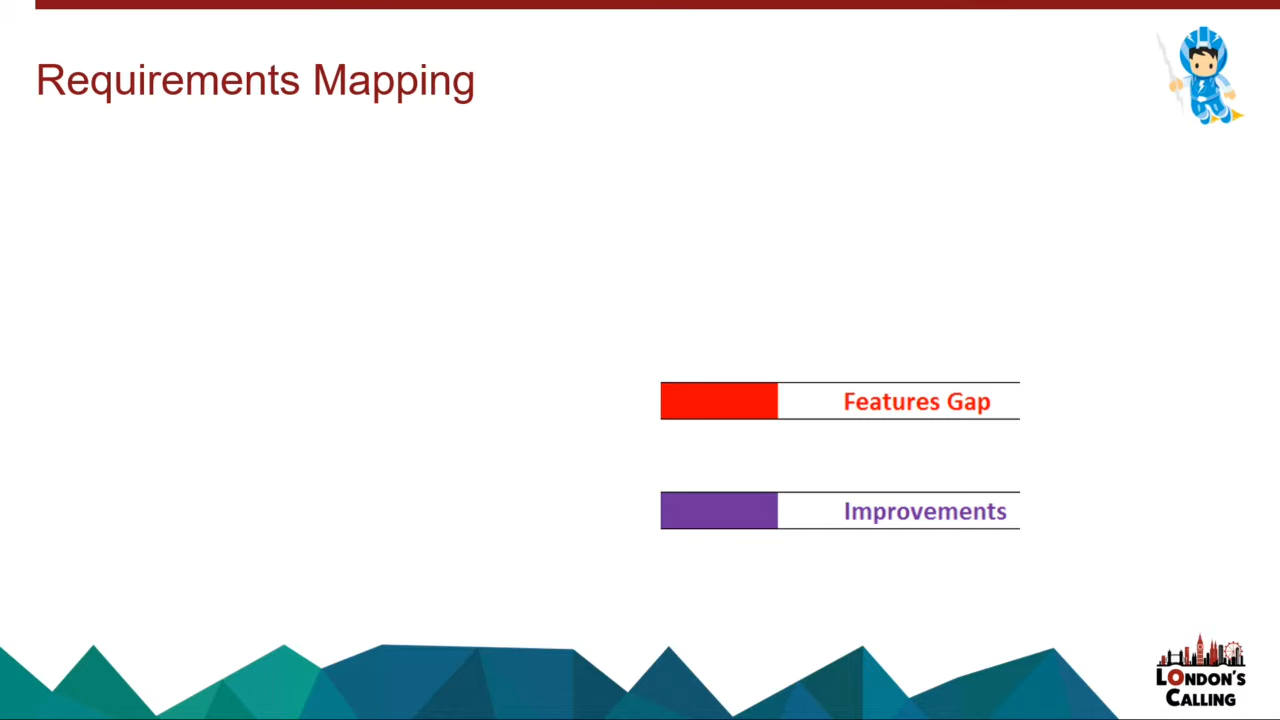 Requirements Mapping
Features Gap
Improvements
LONDON'S
CALLING